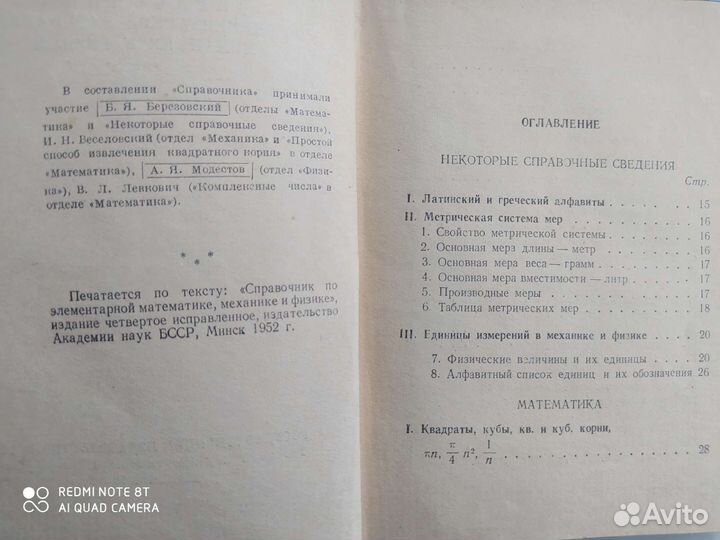 В составлении «Справочника» принимали
участие Б. Я. Березовский (отделы «Матема-
тика» и «Некоторые справочные сведения»),
И. Н. Веселовский (отдел «Механика» и «Простой
способ извлечения квадратного корня» в отделе
«Математика»), А. Я. Модестов (отдел «Физи-
ка»), В. Л. Левкович («Комплексные числа» в
отделе «Математика»).
* * *
Печатается по тексту: «Справочник по
элементарной математике, механике и физике»,
издание четвертое исправленное, издательство
Академии наук БССР, Минск 1952 г.
REDMI NOTE 8T
AI QUAD CAMERA
ОГЛАВЛЕНИЕ
НЕКОТОРЫЕ СПРАВОЧНЫЕ СВЕДЕНИЯ
Стр.
I. Латинский и греческий алфавиты . . . . . . 15
II. Метрическая система мер . . . . . . . . 16
1. Свойство метрической системы . . . . . 16
2. Основная мера длины — метр . . . . . 16
3. Основная мера веса — грамм . . . . . 17
4. Основная мера вместимости — литр . . . 17
5. Производные меры . . . . . . . . 17
6. Таблица метрических мер . . . . . . 18
III. Единицы измерений в механике и физике . . . 20
7. Физические величины и их единицы . . . . 20
8. Алфавитный список единиц и их обозначения 26
МАТЕМАТИКА
I. Квадраты, кубы, кв. и куб. корни,
πn, π/4 n², 1/n . . . . . . . . . . . . 28
Avito